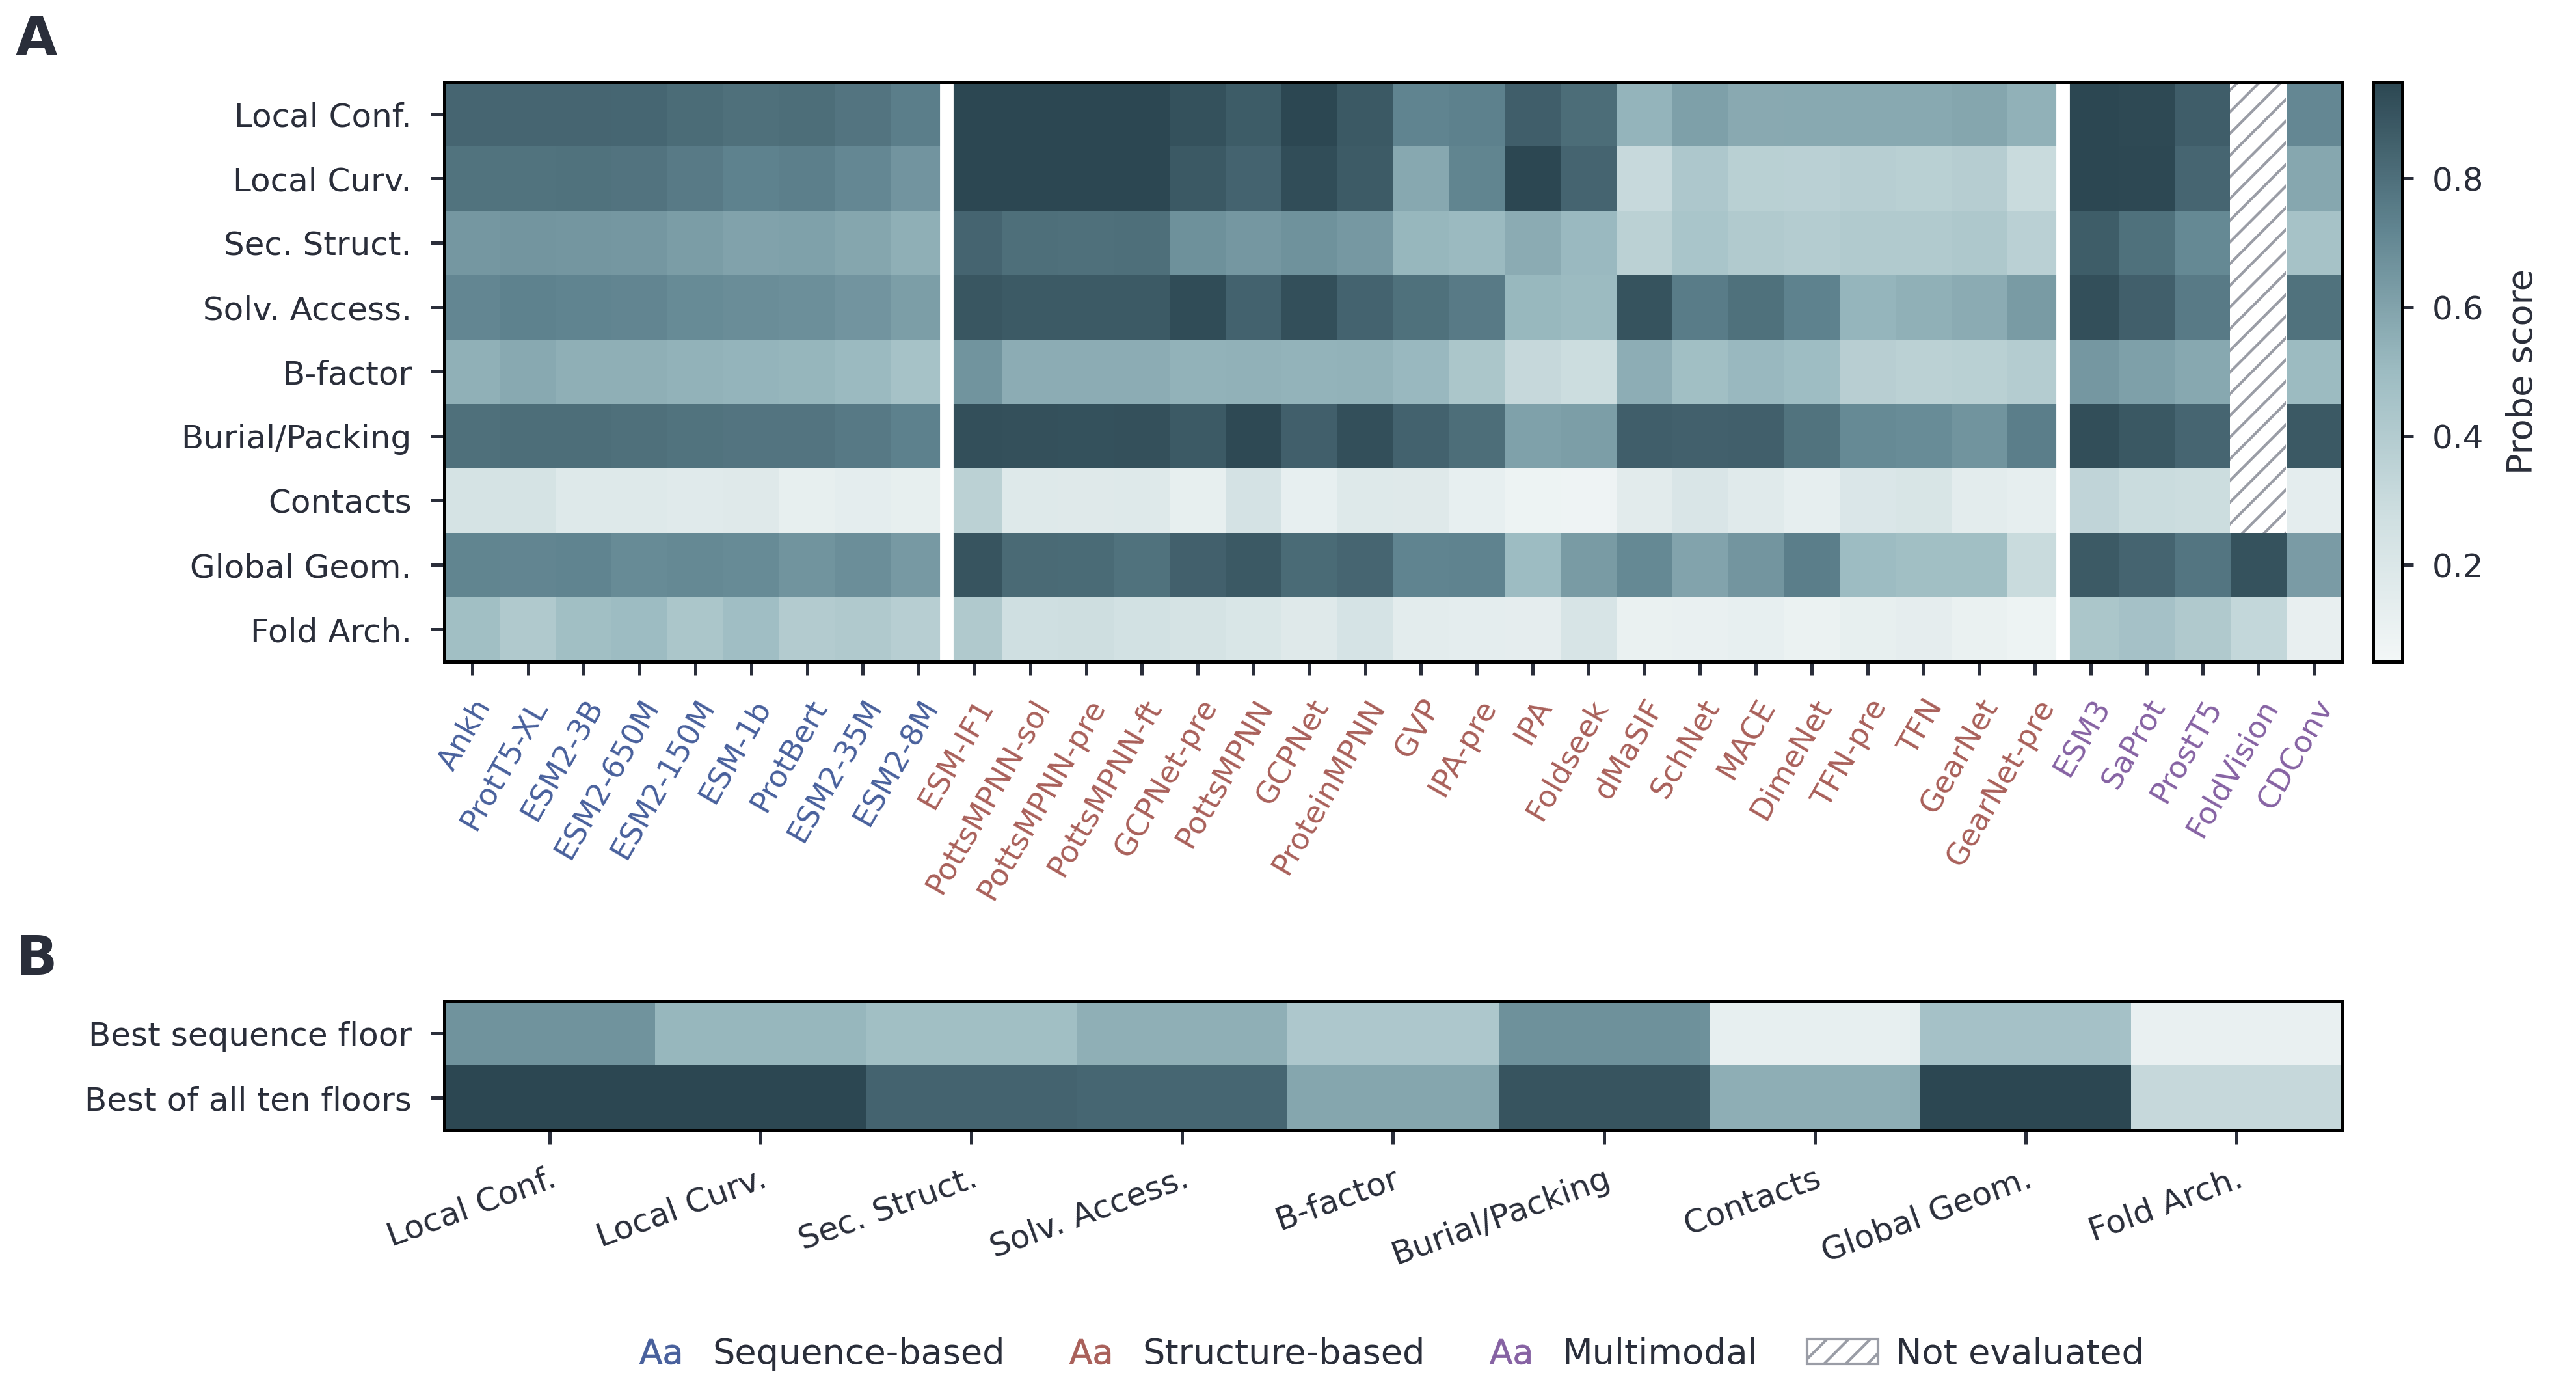 A
Local Conf.
Local Curv.
Sec. Struct.
Solv. Access.
B-factor
Burial/Packing
Contacts
Global Geom.
Fold Arch.
0.8
0.6
0.4
0.2
Probe score
Ankh
ProtT5-XL
ESM2-3B
ESM2-650M
ESM2-150M
ESM-1b
ProtBert
ESM2-35M
ESM2-8M
ESM-IF1
PottsMPNN-sol
PottsMPNN-pre
PottsMPNN-ft
GCPNet-pre
PottsMPNN
GCPNet
ProteinMPNN
GVP
IPA-pre
IPA
Foldseek
dMaSIF
SchNet
MACE
DimeNet
TFN-pre
TFN
GearNet
GearNet-pre
ESM3
SaProt
ProstT5
FoldVision
CDConv
B
Best sequence floor
Best of all ten floors
Local Conf.
Local Curv.
Sec. Struct.
Solv. Access.
B-factor
Burial/Packing
Contacts
Global Geom.
Fold Arch.
Aa Sequence-based Aa Structure-based Aa Multimodal Not evaluated